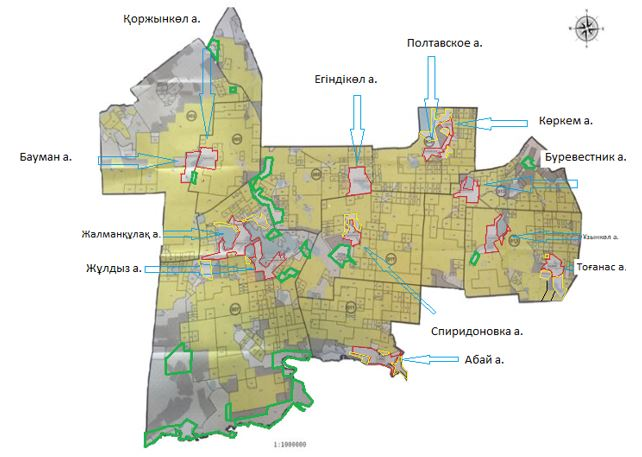 Қоржынкөл а.
Полтавское а.
Егіндікөл а.
Көркем а.
Бауман а.
Буревестник а.
Жалманқұлақ а.
Ұзынкөл а.
Жұлдыз а.
Тоғанас а.
Спиридоновка а.
Абай а.
1:1000000